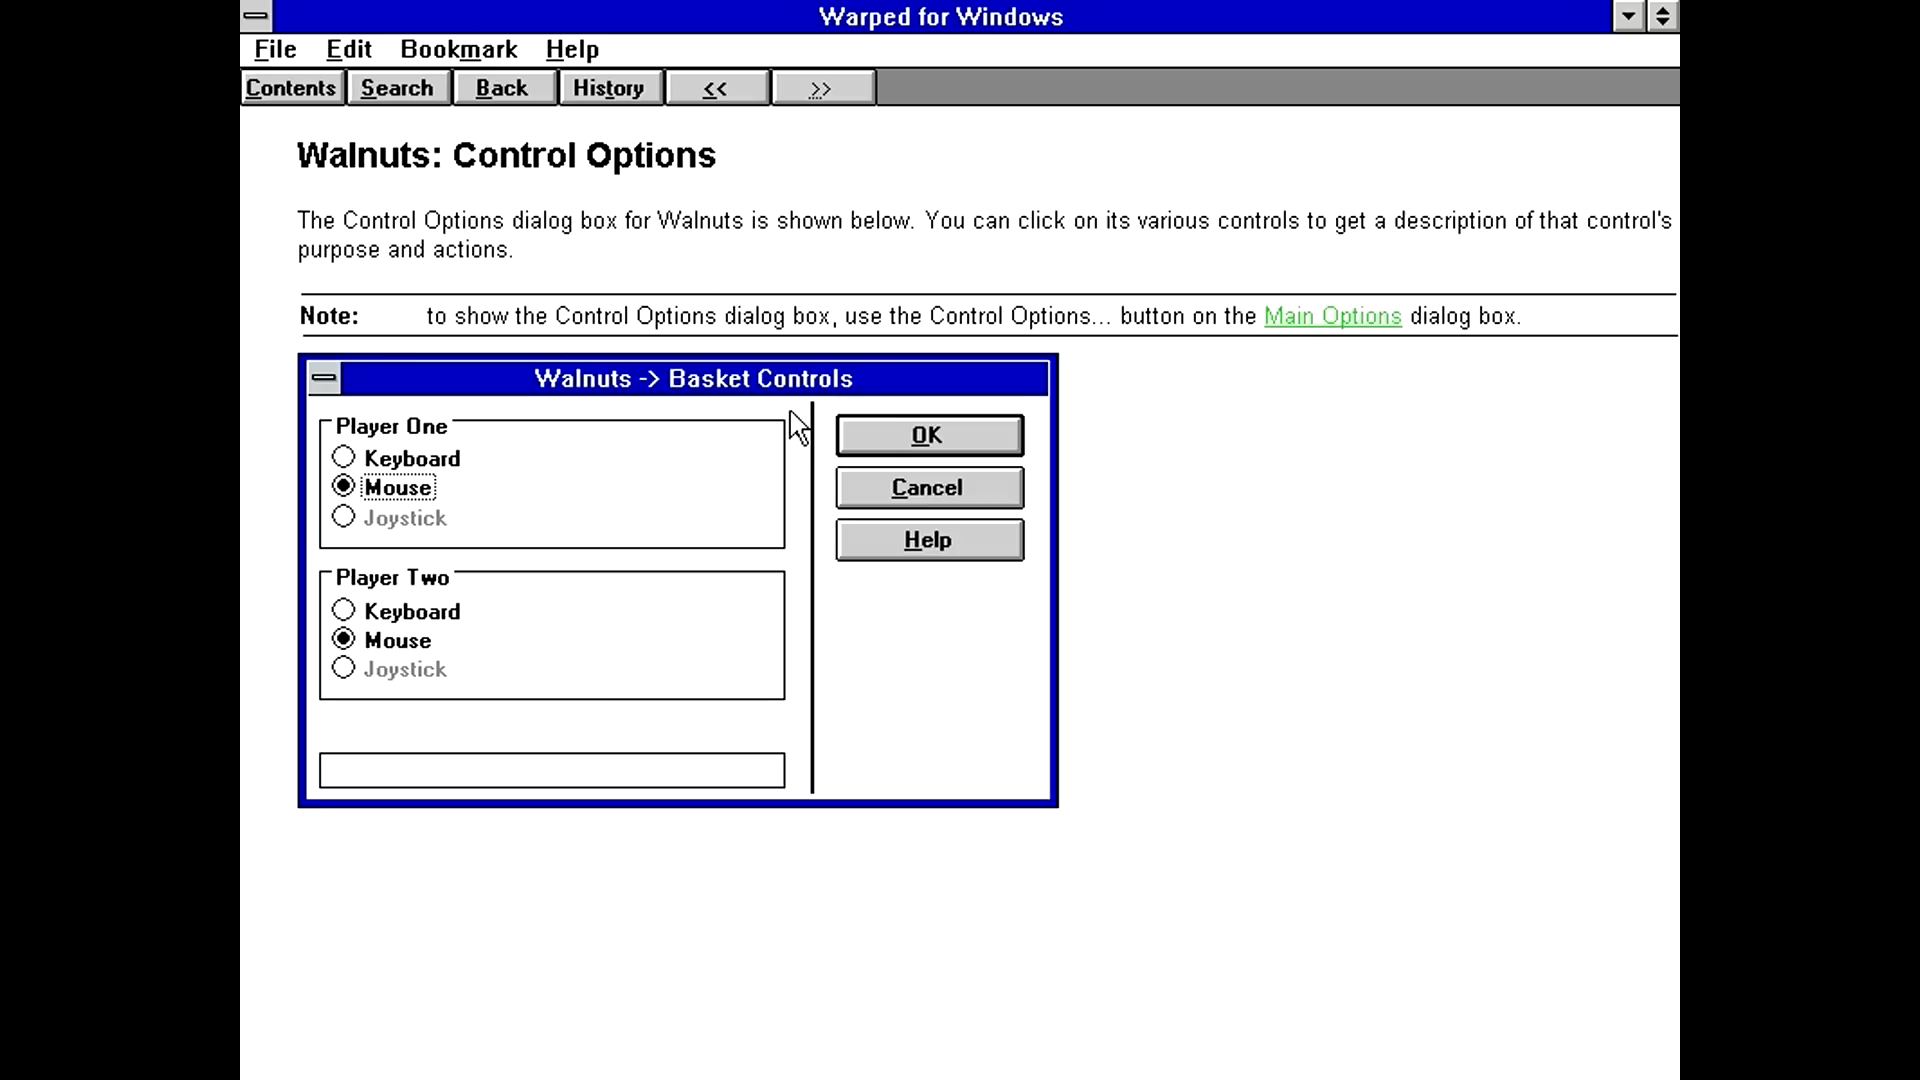 Warped for Windows
File Edit Bookmark Help
Contents Search Back History << >>
Walnuts: Control Options
The Control Options dialog box for Walnuts is shown below. You can click on its various controls to get a description of that control's
purpose and actions.
Note: to show the Control Options dialog box, use the Control Options... button on the Main Options dialog box.
Walnuts -> Basket Controls
Player One
Keyboard
Mouse
Joystick
Player Two
Keyboard
Mouse
Joystick
OK
Cancel
Help